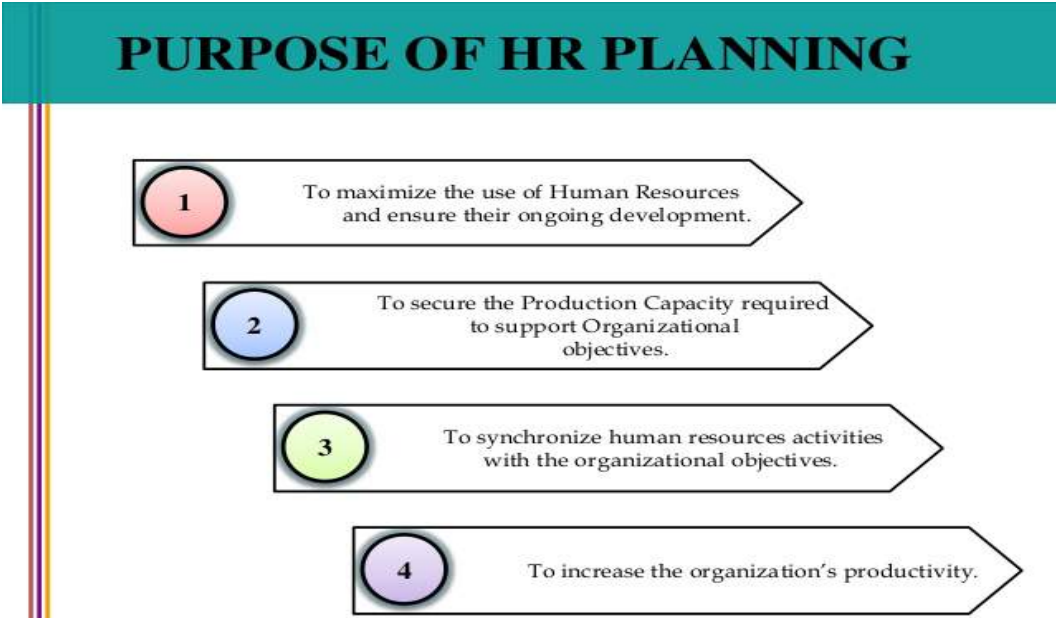 PURPOSE OF HR PLANNING
1
To maximize the use of Human Resources
and ensure their ongoing development.
2
To secure the Production Capacity required
to support Organizational
objectives.
3
To synchronize human resources activities
with the organizational objectives.
4
To increase the organization’s productivity.